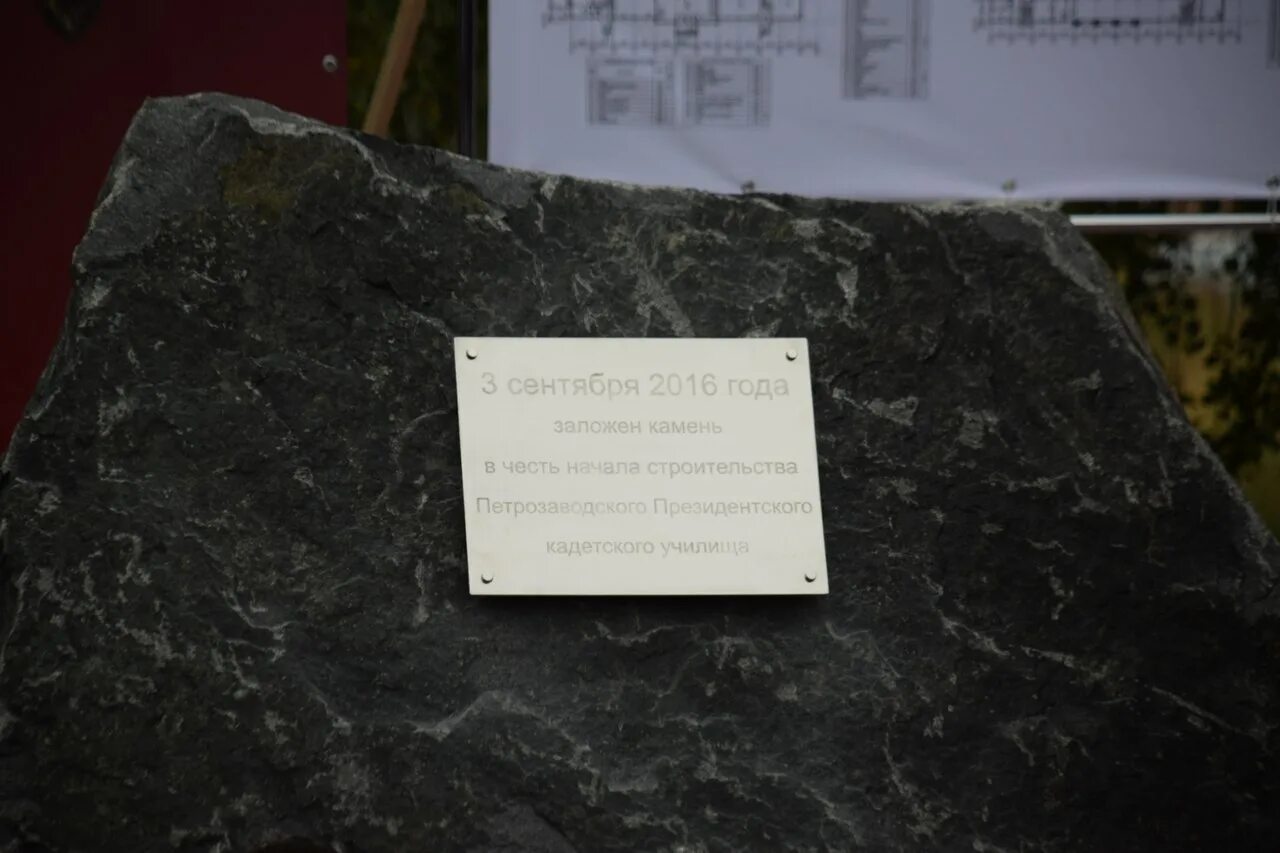 3 сентября 2016 года
заложен камень
в честь начала строительства
Петрозаводского Президентского
кадетского училища